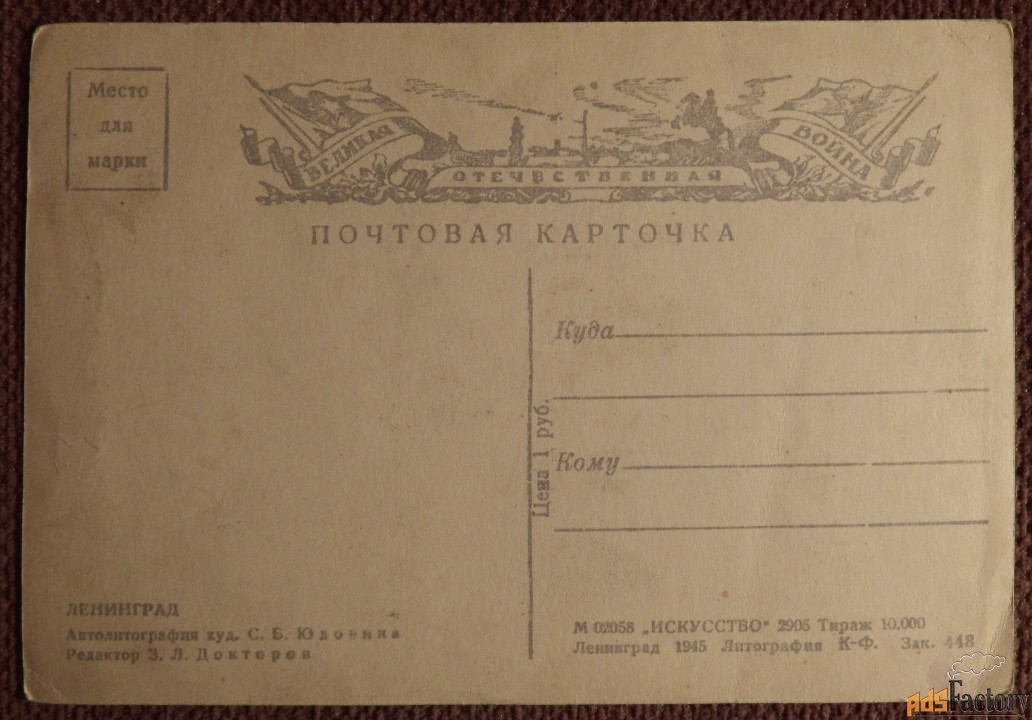 Место
для
марки
ВЕЛИКАЯ
ОТЕЧЕСТВЕННАЯ
ВОЙНА
ПОЧТОВАЯ КАРТОЧКА
Куда
Кому
Цена 1 руб.
ЛЕНИНГРАД
Автолитография худ. С. Б. Юдовина
Редактор З. Л. Докторов
М 02058 „ИСКУССТВО" 2905 Тираж 10.000
Ленинград 1945 Литография К-Ф. Зак. 448
adsFactory